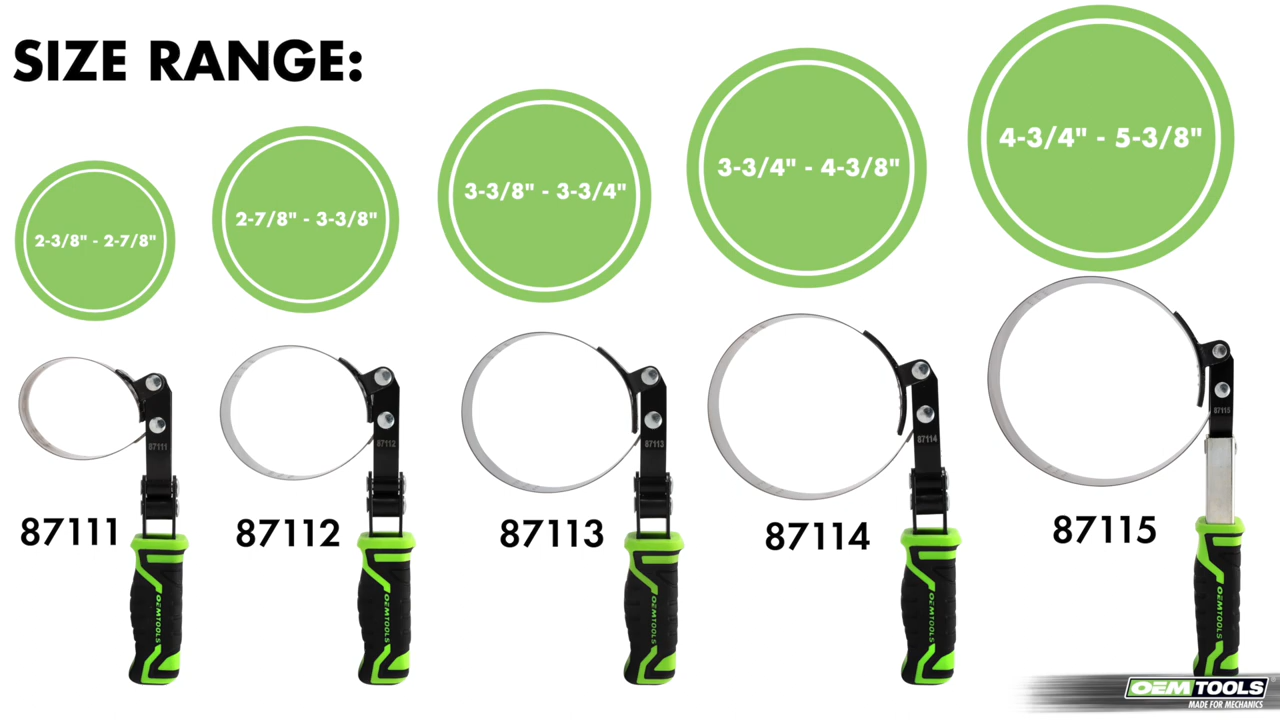 SIZE RANGE:
2-3/8" - 2-7/8"
2-7/8" - 3-3/8"
3-3/8" - 3-3/4"
3-3/4" - 4-3/8"
4-3/4" - 5-3/8"
87111
87112
87113
87114
87115
87111
87112
87113
87114
87115
OEMTOOLS
OEMTOOLS
OEMTOOLS
OEMTOOLS
OEMTOOLS
OEMTOOLS
MADE FOR MECHANICS